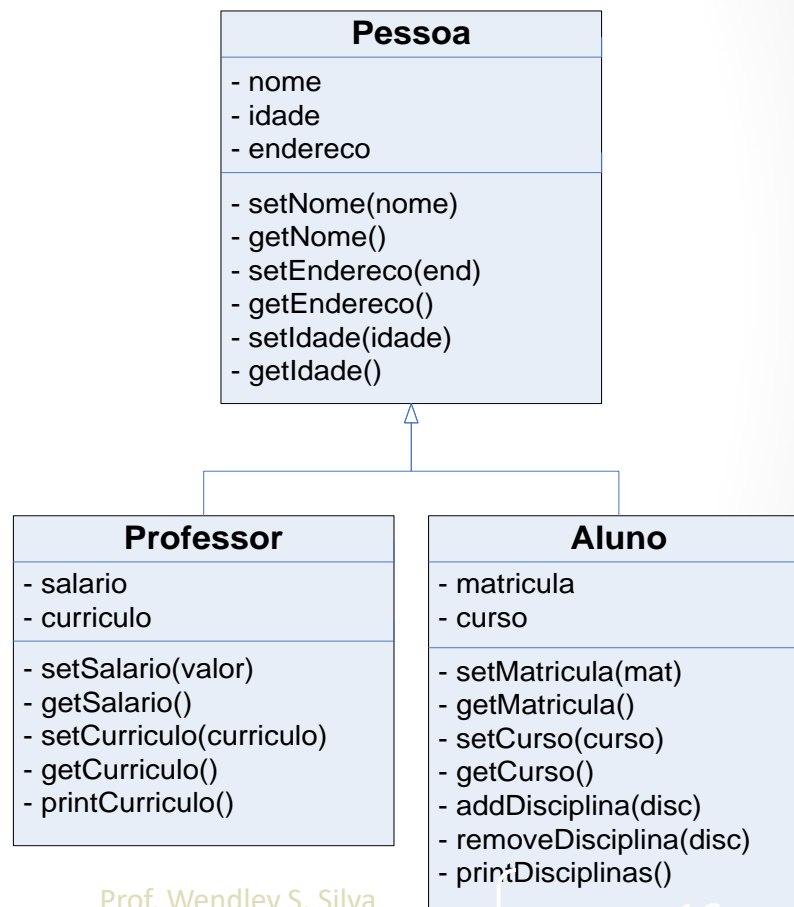 Pessoa
- nome
- idade
- endereco
- setNome(nome)
- getNome()
- setEndereco(end)
- getEndereco()
- setIdade(idade)
- getIdade()
Professor
- salario
- curriculo
- setSalario(valor)
- getSalario()
- setCurriculo(curriculo)
- getCurriculo()
- printCurriculo()
Aluno
- matricula
- curso
- setMatricula(mat)
- getMatricula()
- setCurso(curso)
- getCurso()
- addDisciplina(disc)
- removeDisciplina(disc)
- printDisciplinas()
Prof. Wendley S. Silva